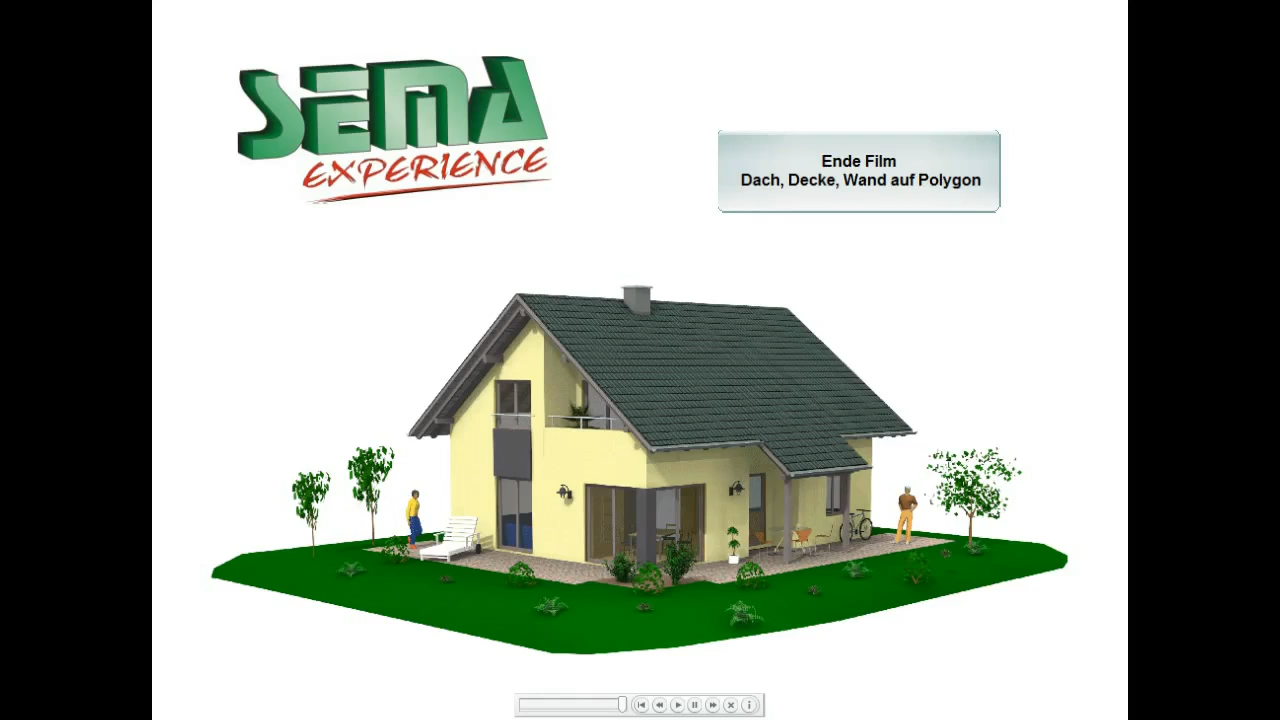 SEMA
EXPERIENCE
Ende Film
Dach, Decke, Wand auf Polygon